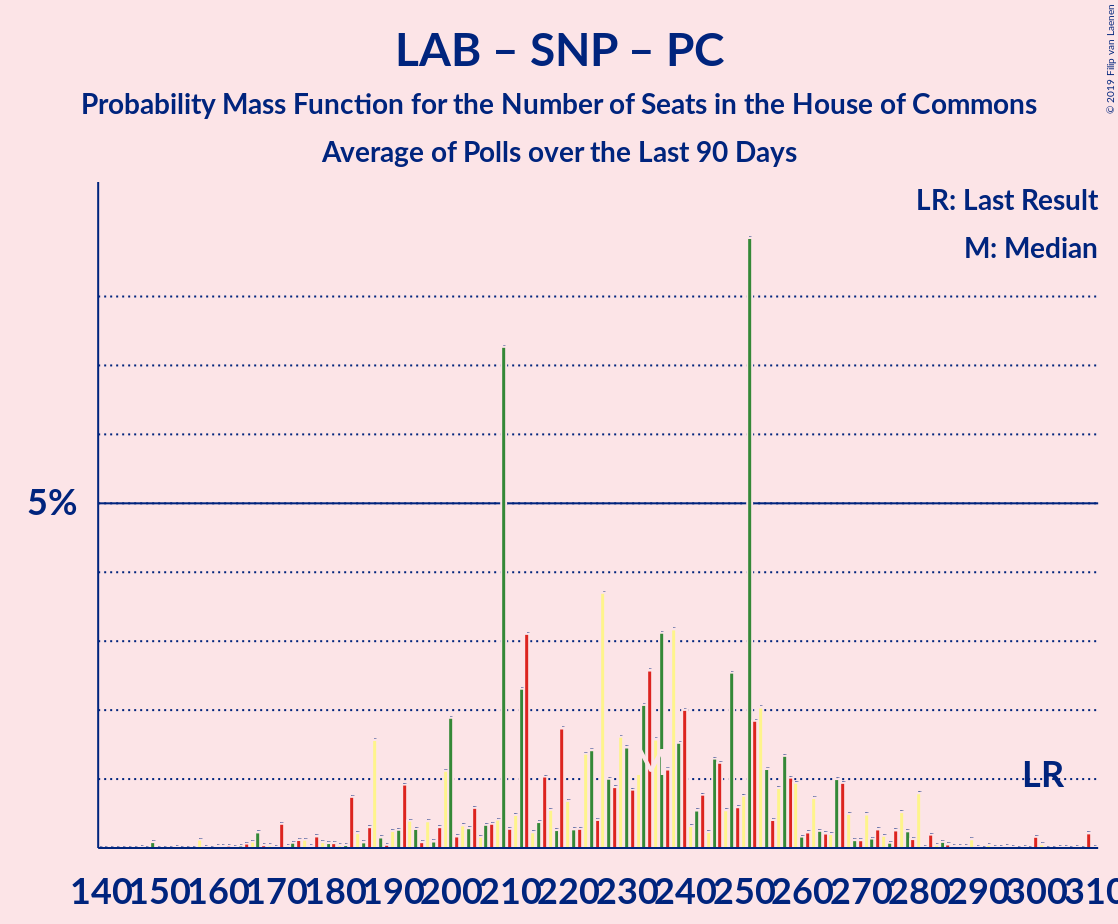 LAB – SNP – PC
Probability Mass Function for the Number of Seats in the House of Commons
Average of Polls over the Last 90 Days
© 2019 Filip van Laenen
LR: Last Result
M: Median
5%
M
LR
140 150 160 170 180 190 200 210 220 230 240 250 260 270 280 290 300 310